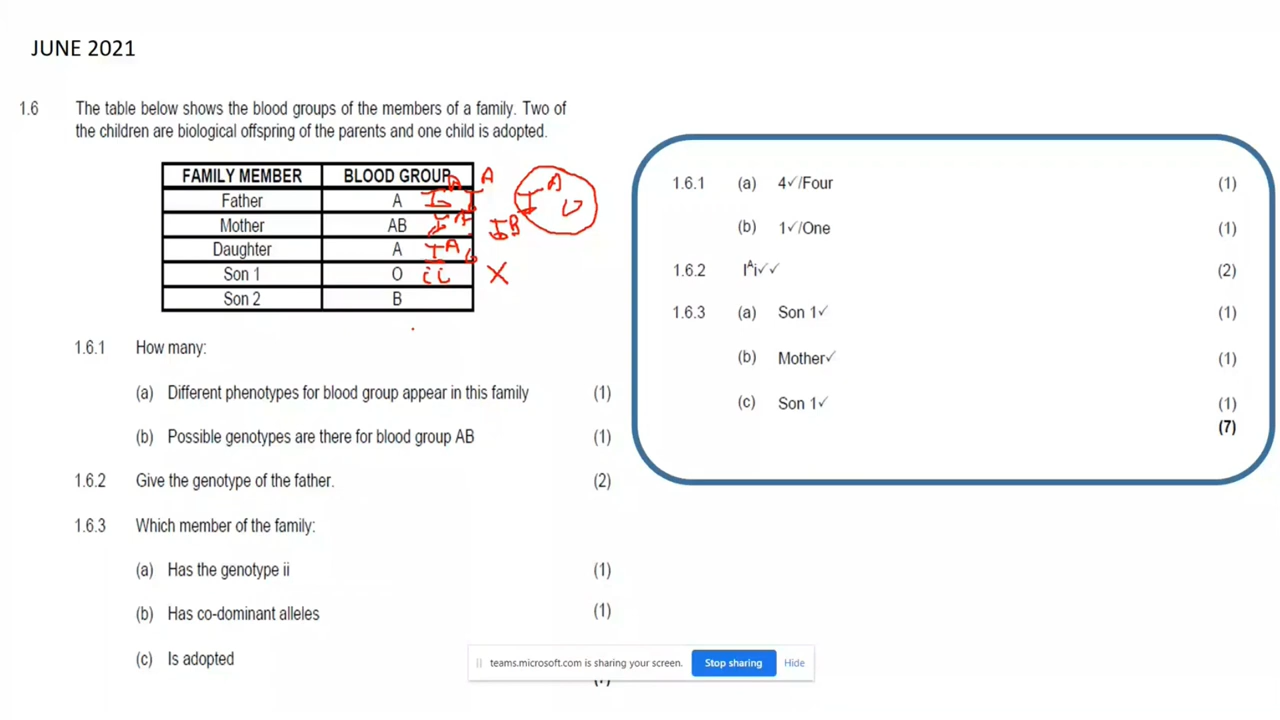 JUNE 2021
1.6 The table below shows the blood groups of the members of a family. Two of
the children are biological offspring of the parents and one child is adopted.
FAMILY MEMBER BLOOD GROUP
Father A
Mother AB
Daughter A
Son 1 O
Son 2 B
I^A I^A
I^A i
I^B
I^A i
ii X
1.6.1 How many:
(a) Different phenotypes for blood group appear in this family (1)
(b) Possible genotypes are there for blood group AB (1)
1.6.2 Give the genotype of the father. (2)
1.6.3 Which member of the family:
(a) Has the genotype ii (1)
(b) Has co-dominant alleles (1)
(c) Is adopted
1.6.1 (a) 4✓/Four (1)
(b) 1✓/One (1)
1.6.2 I^Ai✓✓ (2)
1.6.3 (a) Son 1✓ (1)
(b) Mother✓ (1)
(c) Son 1✓ (1)
(7)
teams.microsoft.com is sharing your screen. Stop sharing Hide